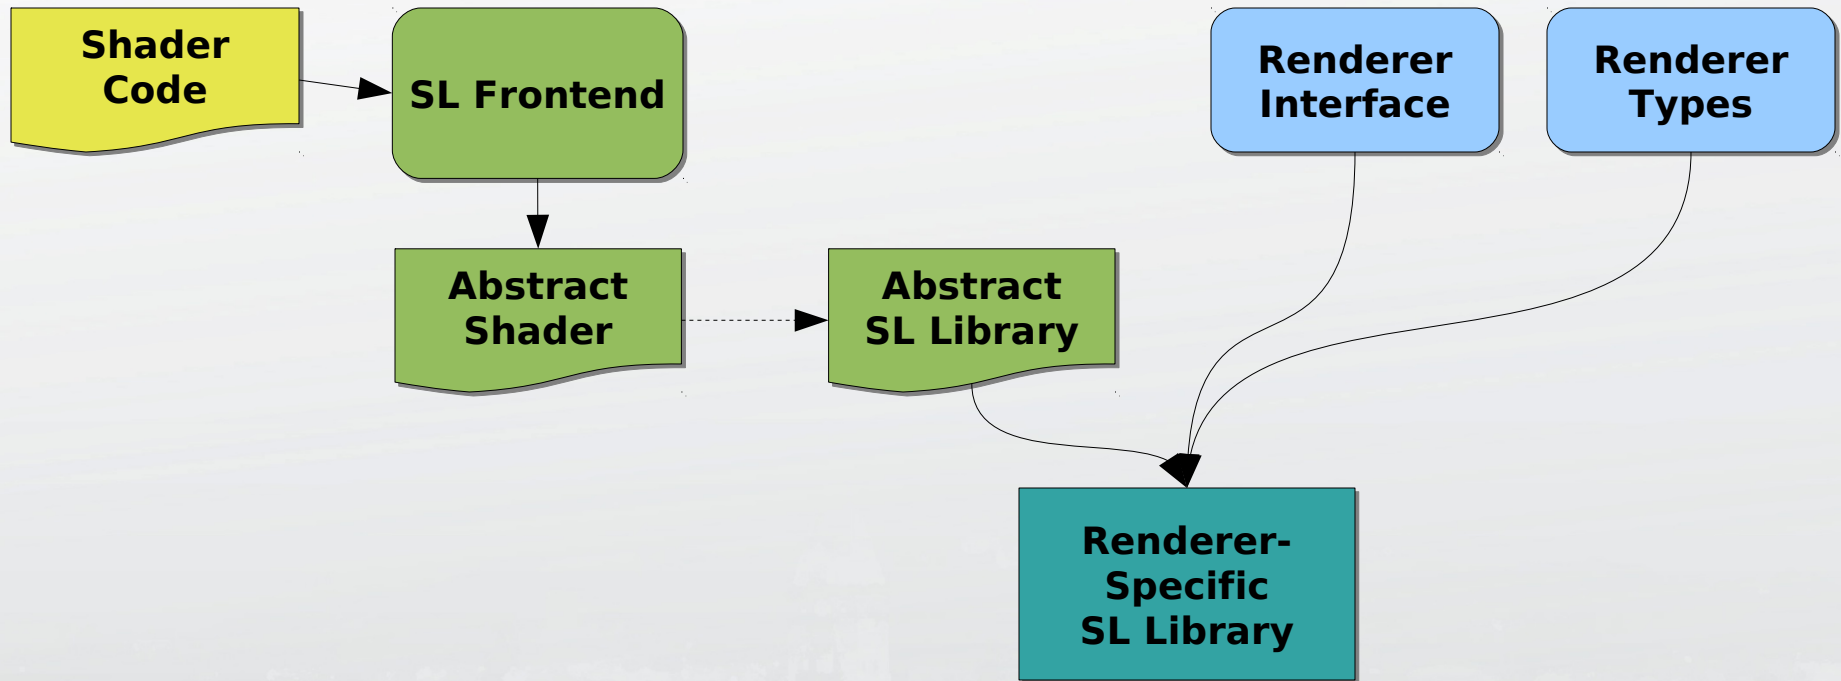 Shader
Code
SL Frontend
Renderer
Interface
Renderer
Types
Abstract
Shader
Abstract
SL Library
Renderer-
Specific
SL Library